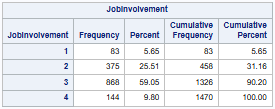 JobInvolvement
JobInvolvement Frequency Percent Cumulative Frequency Cumulative Percent
1 83 5.65 83 5.65
2 375 25.51 458 31.16
3 868 59.05 1326 90.20
4 144 9.80 1470 100.00